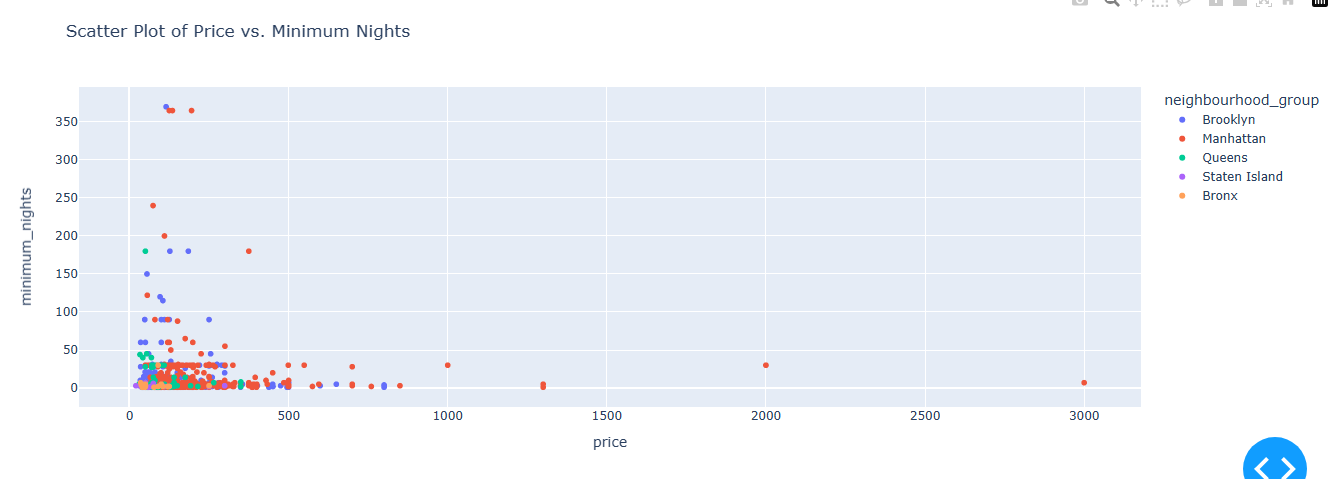 Scatter Plot of Price vs. Minimum Nights
neighbourhood_group
Brooklyn
Manhattan
Queens
Staten Island
Bronx
minimum_nights
350
300
250
200
150
100
50
0
0 500 1000 1500 2000 2500 3000
price